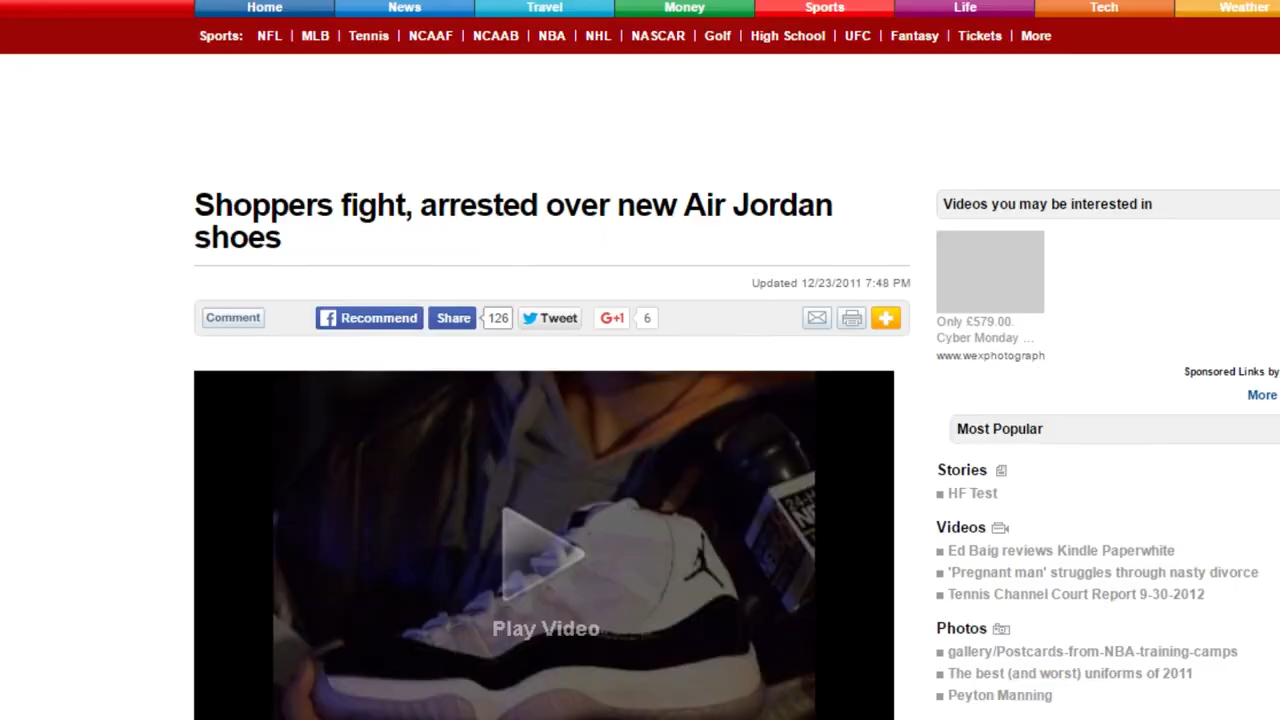 Home News Travel Money Sports Life Tech Weather
Sports: NFL | MLB | Tennis | NCAAF | NCAAB | NBA | NHL | NASCAR | Golf | High School | UFC | Fantasy | Tickets | More
Shoppers fight, arrested over new Air Jordan
shoes
Updated 12/23/2011 7:48 PM
Comment Recommend Share 126 Tweet G+1 6
Play Video
Videos you may be interested in
Only £579.00.
Cyber Monday ...
www.wexphotograph
Sponsored Links by
More
Most Popular
Stories
HF Test
Videos
Ed Baig reviews Kindle Paperwhite
'Pregnant man' struggles through nasty divorce
Tennis Channel Court Report 9-30-2012
Photos
gallery/Postcards-from-NBA-training-camps
The best (and worst) uniforms of 2011
Peyton Manning